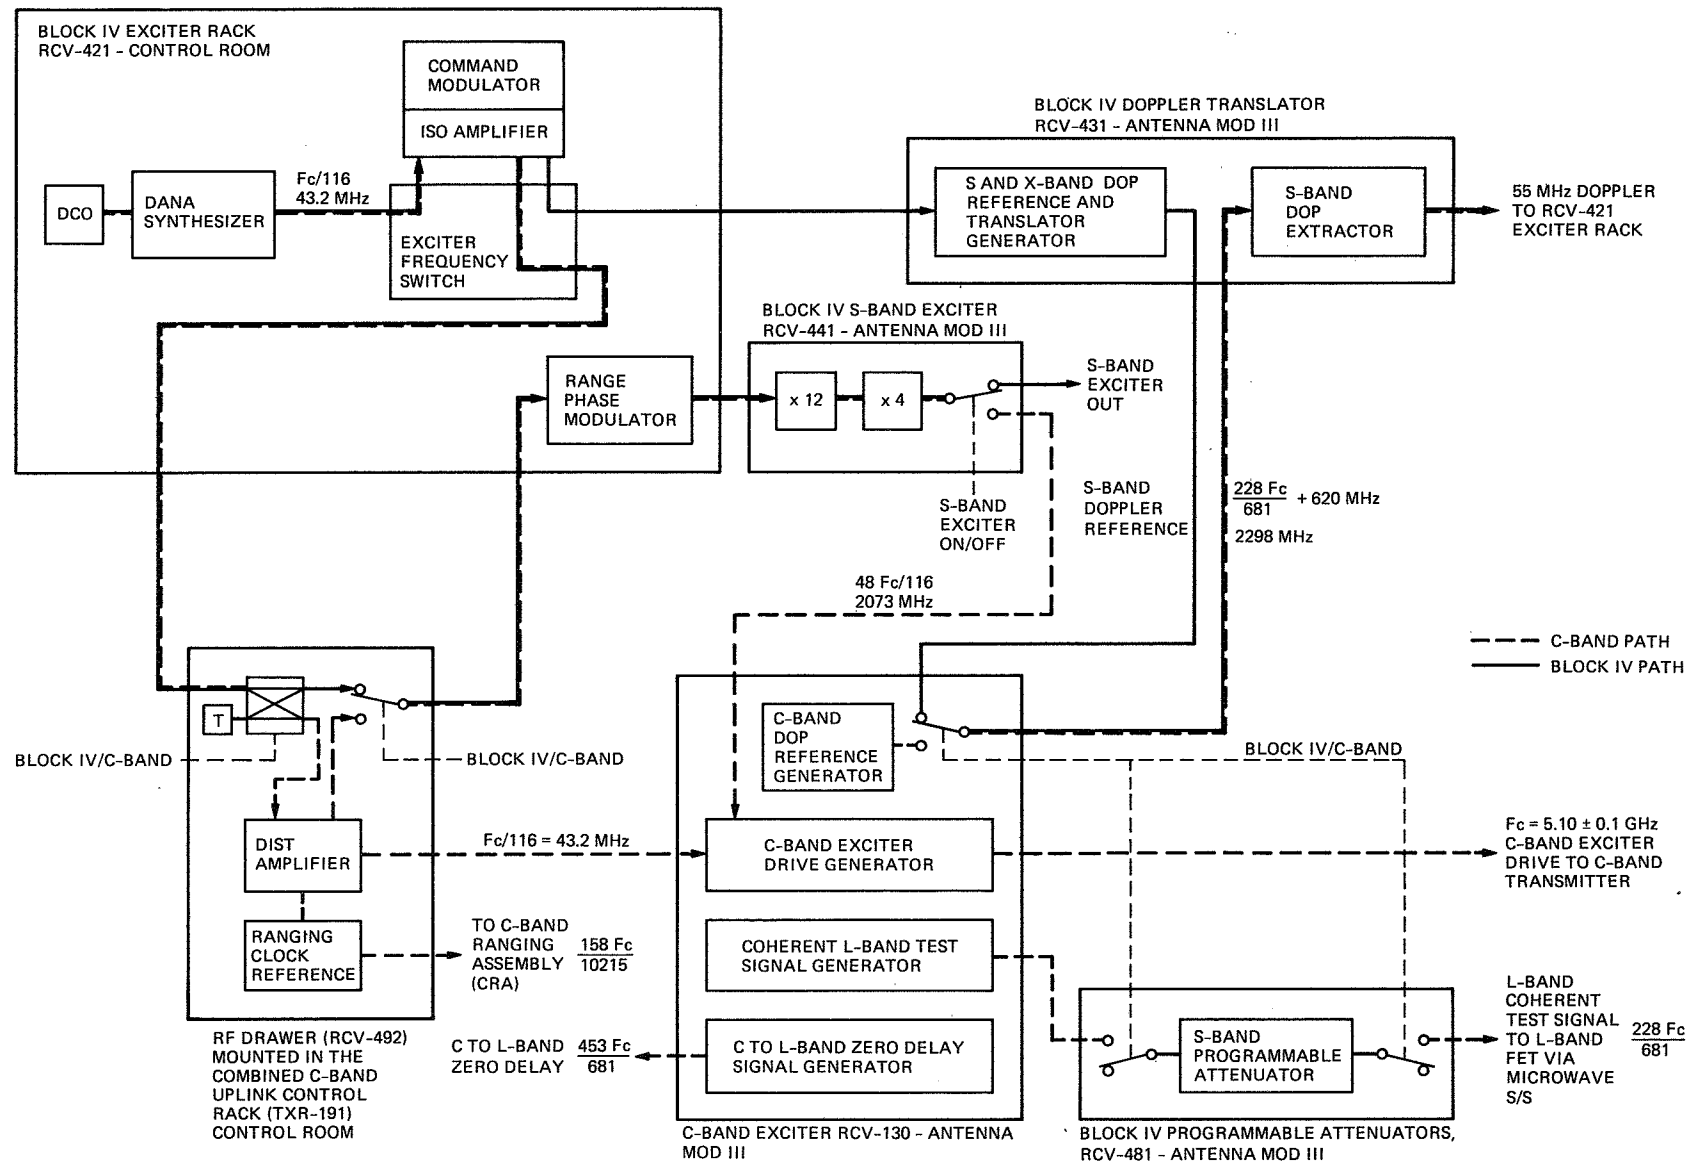 BLOCK IV EXCITER RACK
RCV-421 - CONTROL ROOM
COMMAND
MODULATOR
ISO AMPLIFIER
DCO
DANA
SYNTHESIZER
Fc/116
43.2 MHz
EXCITER
FREQUENCY
SWITCH
BLOCK IV DOPPLER TRANSLATOR
RCV-431 - ANTENNA MOD III
S AND X-BAND DOP
REFERENCE AND
TRANSLATOR
GENERATOR
S-BAND
DOP
EXTRACTOR
55 MHz DOPPLER
TO RCV-421
EXCITER RACK
BLOCK IV S-BAND EXCITER
RCV-441 - ANTENNA MOD III
RANGE
PHASE
MODULATOR
x 12
x 4
S-BAND
EXCITER
OUT
S-BAND
EXCITER
ON/OFF
S-BAND
DOPPLER
REFERENCE
228 Fc
681
+ 620 MHz
2298 MHz
48 Fc/116
2073 MHz
C-BAND PATH
BLOCK IV PATH
T
BLOCK IV/C-BAND
BLOCK IV/C-BAND
C-BAND
DOP
REFERENCE
GENERATOR
BLOCK IV/C-BAND
DIST
AMPLIFIER
Fc/116 = 43.2 MHz
C-BAND EXCITER
DRIVE GENERATOR
Fc = 5.10 ± 0.1 GHz
C-BAND EXCITER
DRIVE TO C-BAND
TRANSMITTER
RANGING
CLOCK
REFERENCE
TO C-BAND
RANGING
ASSEMBLY
(CRA)
158 Fc
10215
COHERENT L-BAND TEST
SIGNAL GENERATOR
C TO L-BAND
ZERO DELAY
453 Fc
681
C TO L-BAND ZERO DELAY
SIGNAL GENERATOR
S-BAND
PROGRAMMABLE
ATTENUATOR
L-BAND
COHERENT
TEST SIGNAL
TO L-BAND
FET VIA
MICROWAVE
S/S
228 Fc
681
RF DRAWER (RCV-492)
MOUNTED IN THE
COMBINED C-BAND
UPLINK CONTROL
RACK (TXR-191)
CONTROL ROOM
C-BAND EXCITER RCV-130 - ANTENNA
MOD III
BLOCK IV PROGRAMMABLE ATTENUATORS,
RCV-481 - ANTENNA MOD III